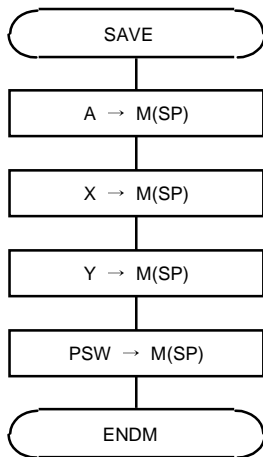 SAVE
A → M(SP)
X → M(SP)
Y → M(SP)
PSW → M(SP)
ENDM